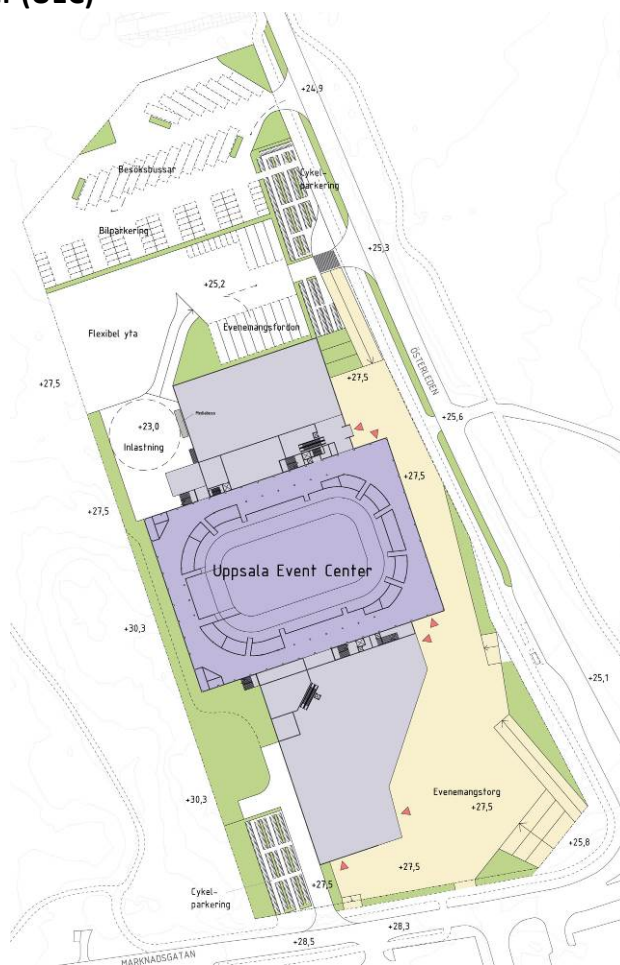 +24,9
Besöksbussar
Cykel-
parkering
Bilparkering
+25,3
+25,2
Flexibel yta
Evenemangsfordon
+27,5
+27,5
ÖSTERLEDEN
+23,0
Inlastning
+25,6
+27,5
+27,5
Uppsala Event Center
+30,3
+25,1
+30,3
Evenemangstorg
+27,5
+25,8
+27,5
+27,5
Cykel-
parkering
+28,3
+28,5
MARKNADSGATAN